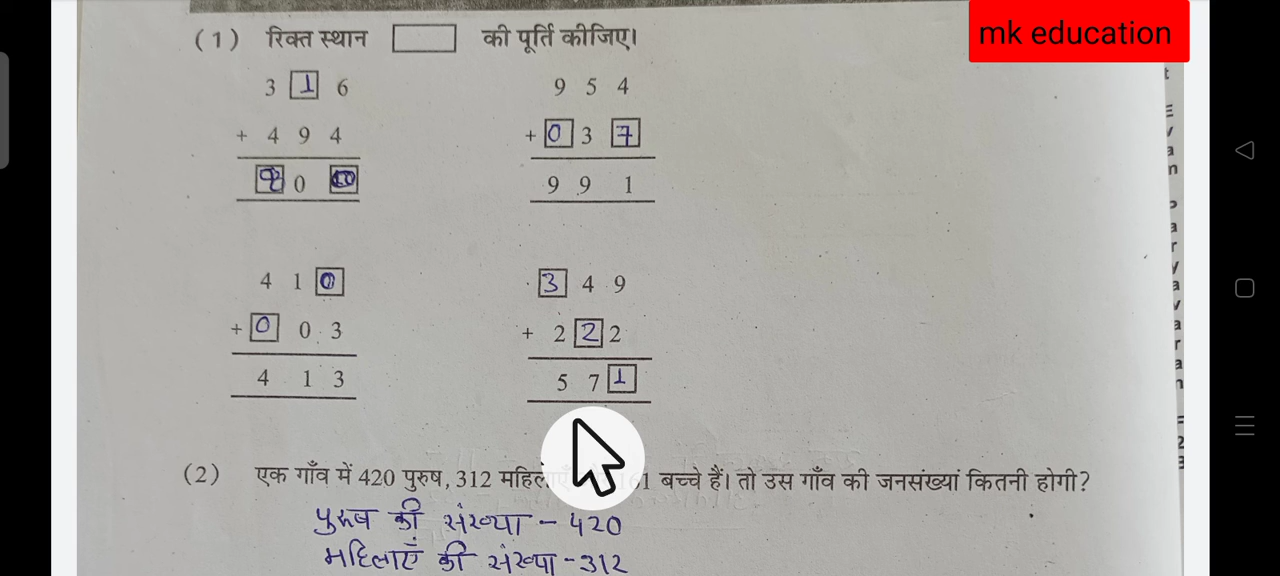 mk education
(1) रिक्त स्थान की पूर्ति कीजिए।
3 1 6
+ 4 9 4
0
9 5 4
+ 0 3 7
9 9 1
4 1 0
+ 0 0 3
4 1 3
3 4 9
+ 2 2 2
5 7 1
(2) एक गाँव में 420 पुरुष, 312 बच्चे हैं। तो उस गाँव की जनसंख्यां कितनी होगी?
पुरुष की संख्या - 420
महिलाएँ की संख्या - 312